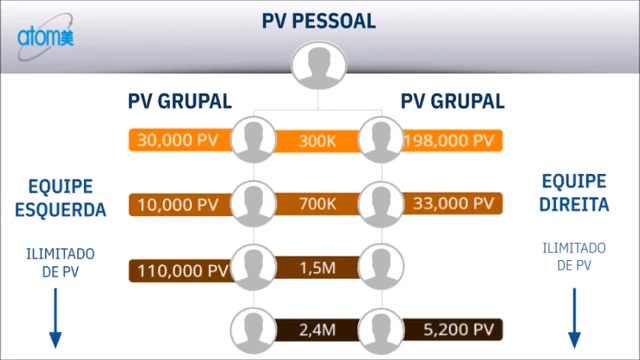 atom美
PV PESSOAL
PV GRUPAL
PV GRUPAL
30,000 PV 300K 198,000 PV
EQUIPE
ESQUERDA
EQUIPE
DIREITA
10,000 PV 700K 33,000 PV
ILIMITADO
DE PV
ILIMITADO
DE PV
110,000 PV 1,5M
2,4M 5,200 PV